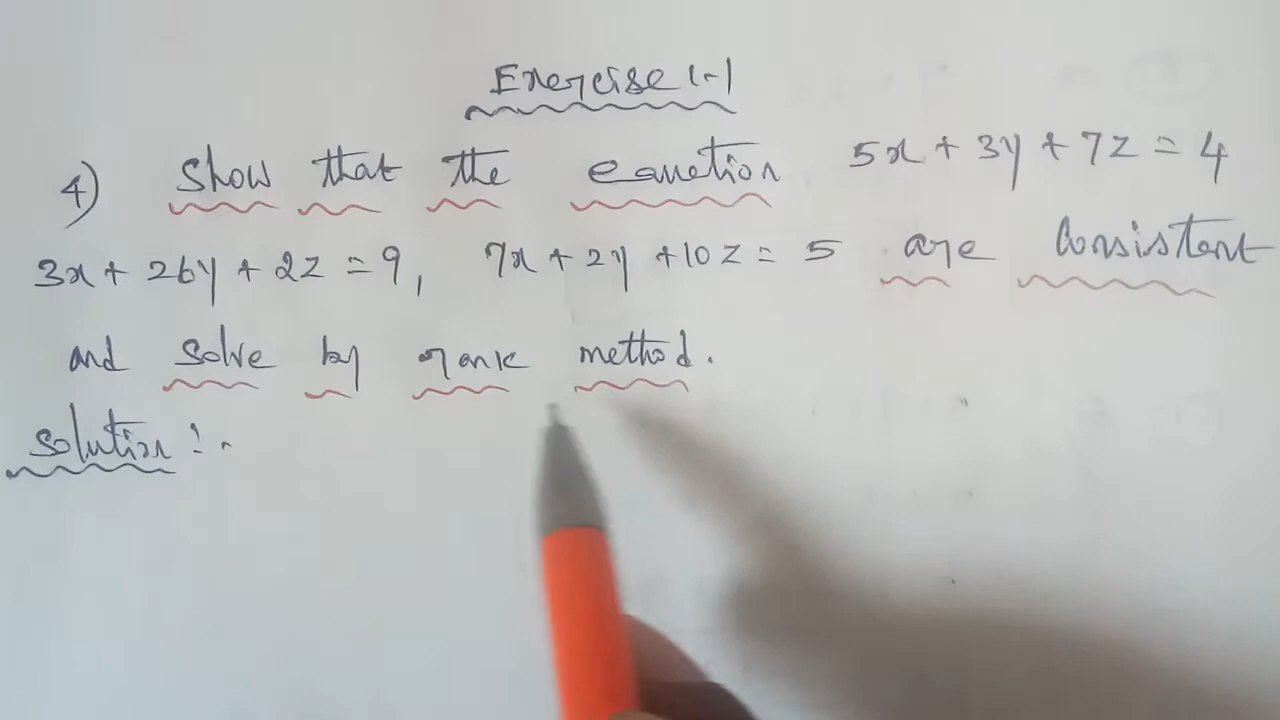 Exercise 1.1
4) Show that the equation 5x + 3y + 7z = 4
3x + 26y + 2z = 9, 7x + 2y + 10z = 5 are consistant
and solve by rank method.
Solution :-